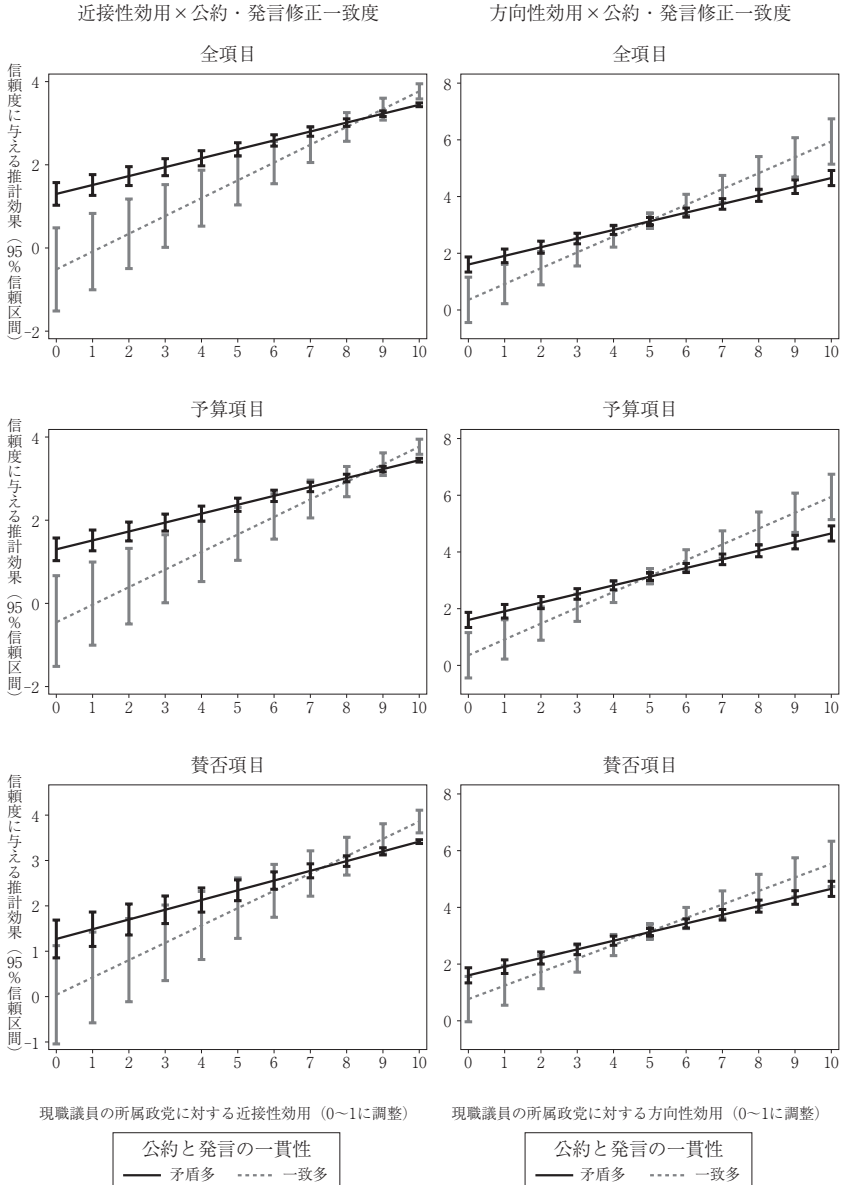 近接性効用×公約・発言修正一致度
方向性効用×公約・発言修正一致度
全項目
全項目
信頼度に与える推計効果（95％信頼区間）
4
2
0
−2
0 1 2 3 4 5 6 7 8 9 10
8
6
4
2
0
0 1 2 3 4 5 6 7 8 9 10
予算項目
予算項目
信頼度に与える推計効果（95％信頼区間）
4
2
0
−2
0 1 2 3 4 5 6 7 8 9 10
8
6
4
2
0
0 1 2 3 4 5 6 7 8 9 10
賛否項目
賛否項目
信頼度に与える推計効果（95％信頼区間）
4
3
2
1
0
−1
0 1 2 3 4 5 6 7 8 9 10
8
6
4
2
0
0 1 2 3 4 5 6 7 8 9 10
現職議員の所属政党に対する近接性効用（0〜1に調整）
現職議員の所属政党に対する方向性効用（0〜1に調整）
公約と発言の一貫性
矛盾多 一致多
公約と発言の一貫性
矛盾多 一致多